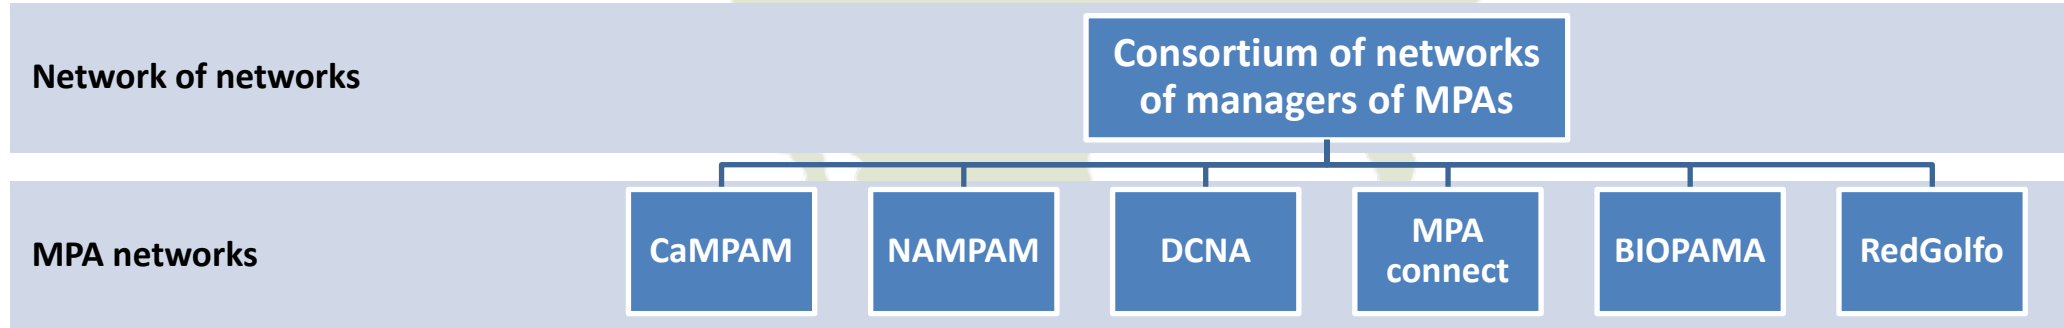 Network of networks
Consortium of networks
of managers of MPAs
MPA networks
CaMPAM
NAMPAM
DCNA
MPA
connect
BIOPAMA
RedGolfo